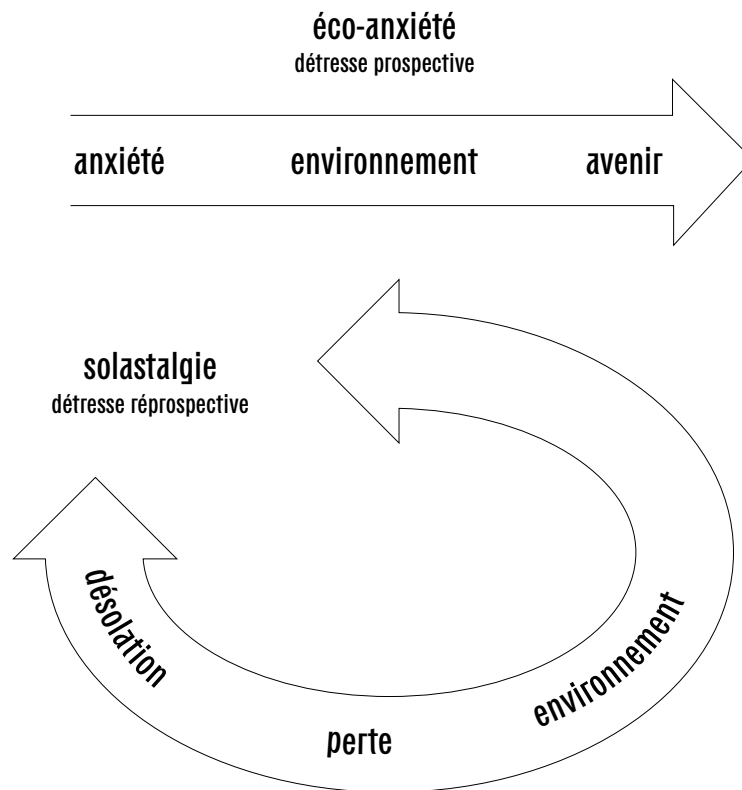 éco-anxiété
détresse prospective
anxiété environnement avenir
solastalgie
détresse réprospective
désolation
perte
environnement